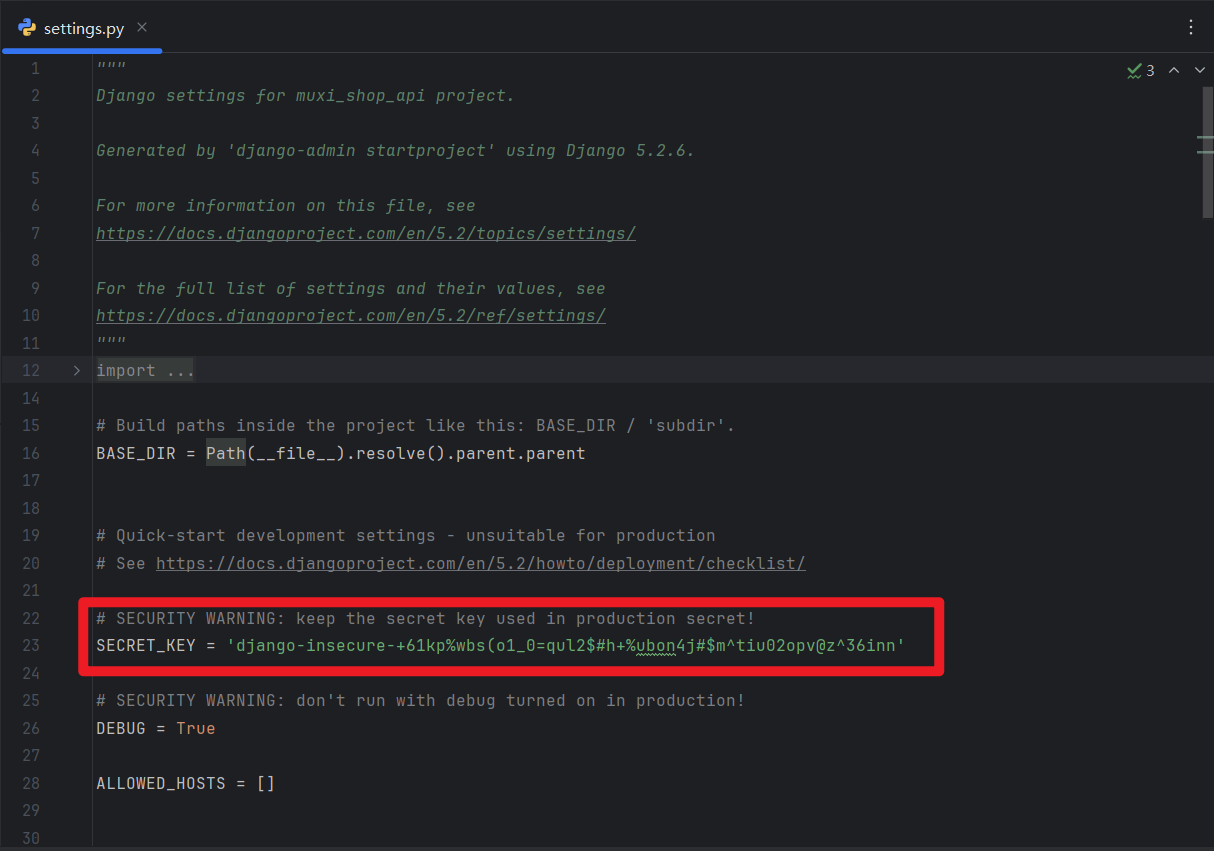 settings.py
3
1 """
2 Django settings for muxi_shop_api project.
3
4 Generated by 'django-admin startproject' using Django 5.2.6.
5
6 For more information on this file, see
7 https://docs.djangoproject.com/en/5.2/topics/settings/
8
9 For the full list of settings and their values, see
10 https://docs.djangoproject.com/en/5.2/ref/settings/
11 """
12 import ...
14
15 # Build paths inside the project like this: BASE_DIR / 'subdir'.
16 BASE_DIR = Path(__file__).resolve().parent.parent
17
18
19 # Quick-start development settings - unsuitable for production
20 # See https://docs.djangoproject.com/en/5.2/howto/deployment/checklist/
21
22 # SECURITY WARNING: keep the secret key used in production secret!
23 SECRET_KEY = 'django-insecure-+61kp%wbs(o1_0=qul2$#h+%ubon4j#$m^tiu02opv@z^36inn'
24
25 # SECURITY WARNING: don't run with debug turned on in production!
26 DEBUG = True
27
28 ALLOWED_HOSTS = []
29
30